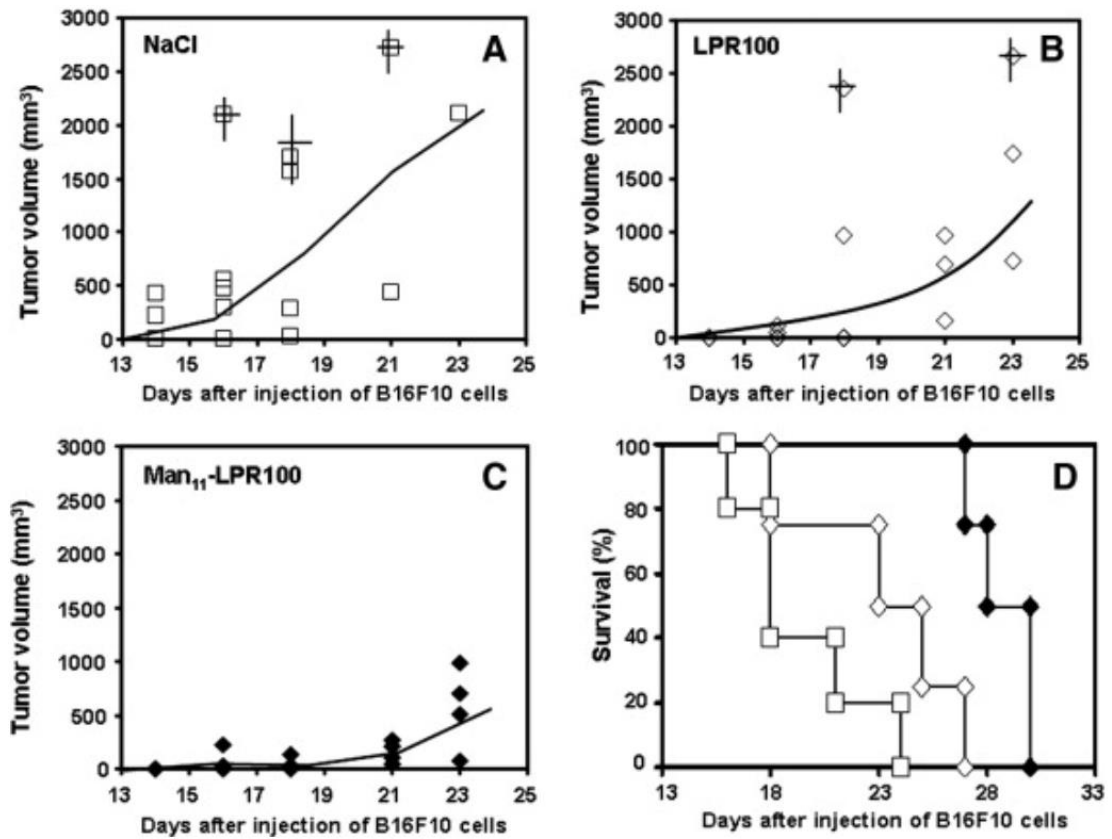 NaCl
A
Tumor volume (mm³)
3000
2500
2000
1500
1000
500
0
13 15 17 19 21 23 25
Days after injection of B16F10 cells
LPR100
B
Tumor volume (mm³)
3000
2500
2000
1500
1000
500
0
13 15 17 19 21 23 25
Days after injection of B16F10 cells
Man₁₁-LPR100
C
Tumor volume (mm³)
3000
2500
2000
1500
1000
500
0
13 15 17 19 21 23 25
Days after injection of B16F10 cells
D
Survival (%)
100
80
60
40
20
0
13 18 23 28 33
Days after injection of B16F10 cells